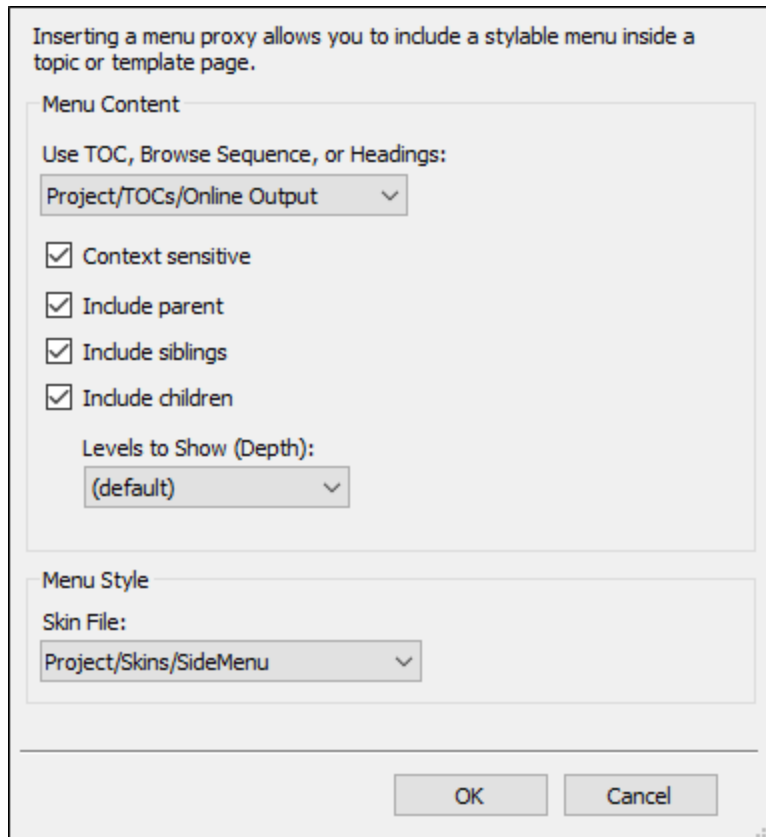 Inserting a menu proxy allows you to include a stylable menu inside a
topic or template page.
Menu Content
Use TOC, Browse Sequence, or Headings:
Project/TOCs/Online Output
Context sensitive
Include parent
Include siblings
Include children
Levels to Show (Depth):
(default)
Menu Style
Skin File:
Project/Skins/SideMenu
OK Cancel